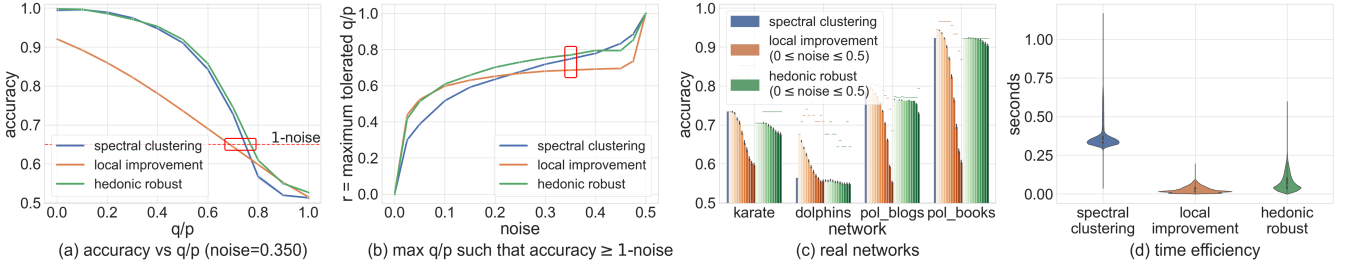 accuracy
1.0
0.9
0.8
0.7
0.6
0.5
1-noise
spectral clustering
local improvement
hedonic robust
0.0 0.2 0.4 0.6 0.8 1.0
q/p
(a) accuracy vs q/p (noise=0.350)
r = maximum tolerated q/p
1.0
0.8
0.6
0.4
0.2
0.0
spectral clustering
local improvement
hedonic robust
0.0 0.1 0.2 0.3 0.4 0.5
noise
(b) max q/p such that accuracy ≥ 1-noise
accuracy
1.0
0.9
0.8
0.7
0.6
0.5
spectral clustering
local improvement
(0 ≤ noise ≤ 0.5)
hedonic robust
(0 ≤ noise ≤ 0.5)
karate dolphins pol_blogs pol_books
network
(c) real networks
seconds
1.00
0.75
0.50
0.25
0.00
spectral
clustering
local
improvement
hedonic
robust
(d) time efficiency